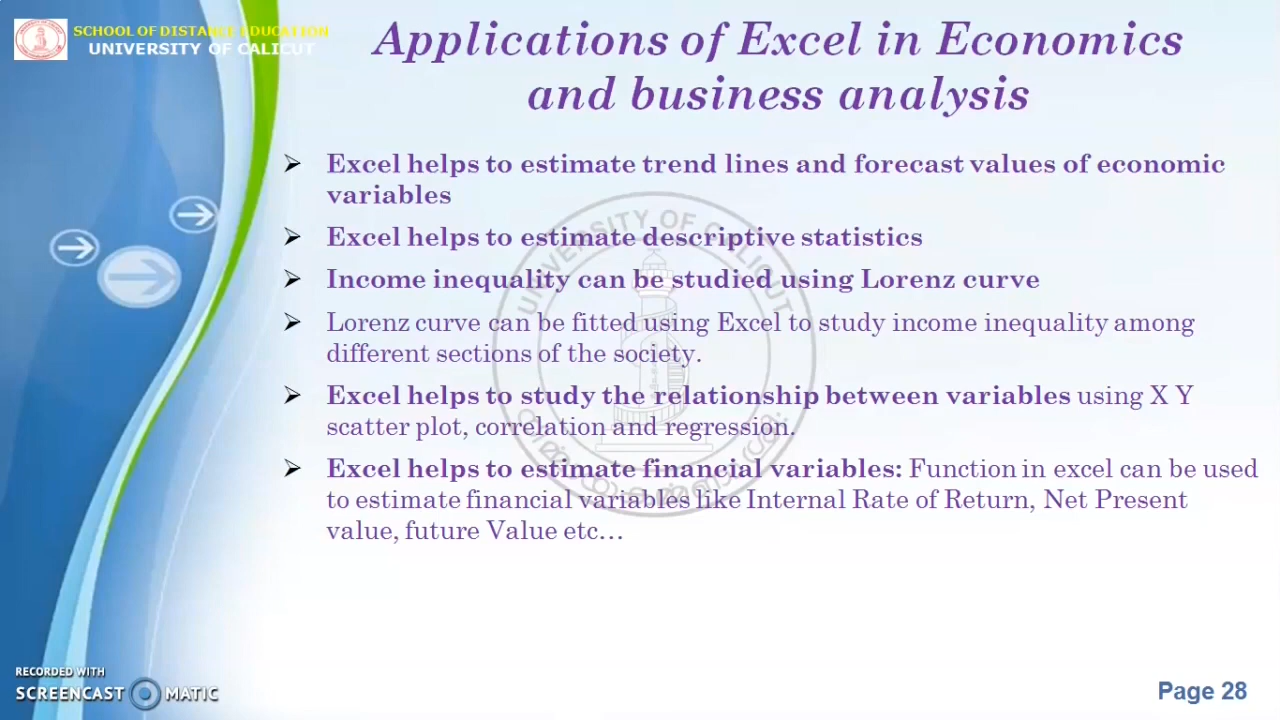 SCHOOL OF DISTANCE EDUCATION
UNIVERSITY OF CALICUT
Applications of Excel in Economics
and business analysis
Excel helps to estimate trend lines and forecast values of economic
variables
Excel helps to estimate descriptive statistics
Income inequality can be studied using Lorenz curve
Lorenz curve can be fitted using Excel to study income inequality among
different sections of the society.
Excel helps to study the relationship between variables using X Y
scatter plot, correlation and regression.
Excel helps to estimate financial variables: Function in excel can be used
to estimate financial variables like Internal Rate of Return, Net Present
value, future Value etc…
UNIVERSITY OF CALICUT
RECORDED WITH
SCREENCAST MATIC
Page 28